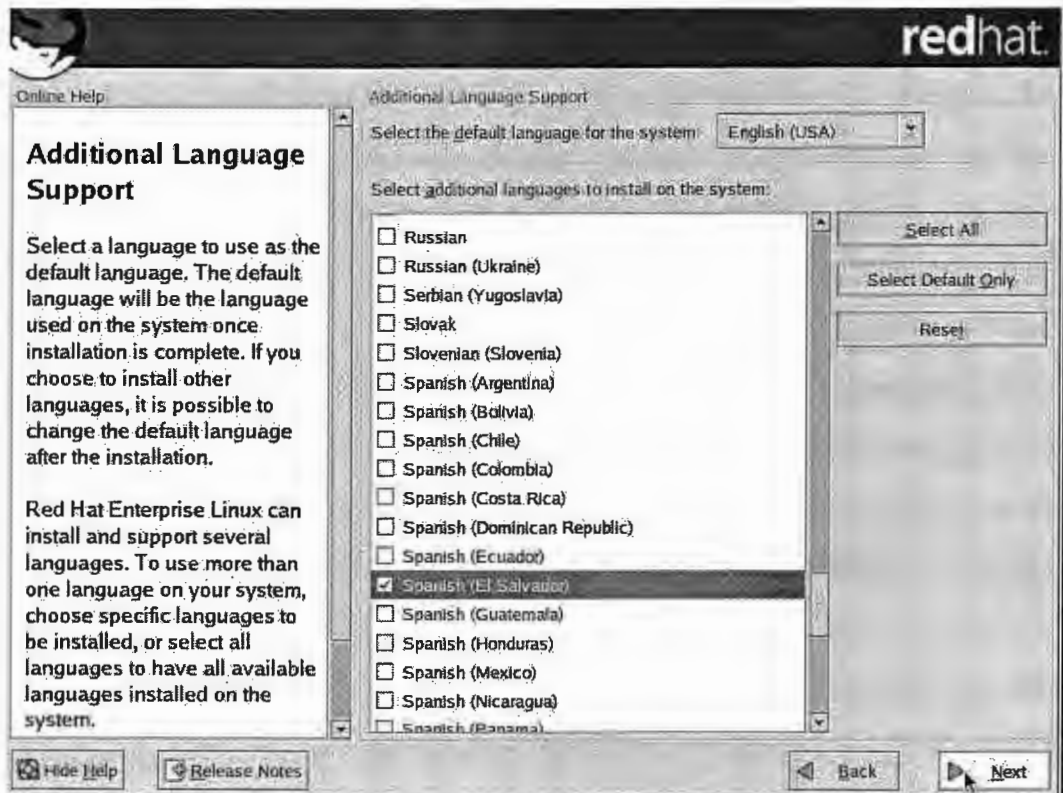 redhat.
Online Help
Additional Language
Support
Select a language to use as the
default language. The default
language will be the language
used on the system once
installation is complete. If you
choose to install other
languages, it is possible to
change the default language
after the installation.
Red Hat Enterprise Linux can
install and support several
languages. To use more than
one language on your system,
choose specific languages to
be installed, or select all
languages to have all available
languages installed on the
system.
Additional Language Support
Select the default language for the system: English (USA)
Select additional languages to install on the system:
Russian
Russian (Ukraine)
Serbian (Yugoslavia)
Slovak
Slovenian (Slovenia)
Spanish (Argentina)
Spanish (Bolivia)
Spanish (Chile)
Spanish (Colombia)
Spanish (Costa Rica)
Spanish (Dominican Republic)
Spanish (Ecuador)
Spanish (El Salvador)
Spanish (Guatemala)
Spanish (Honduras)
Spanish (Mexico)
Spanish (Nicaragua)
Spanish (Panama)
Select All
Select Default Only
Reset
Hide Help
Release Notes
Back
Next